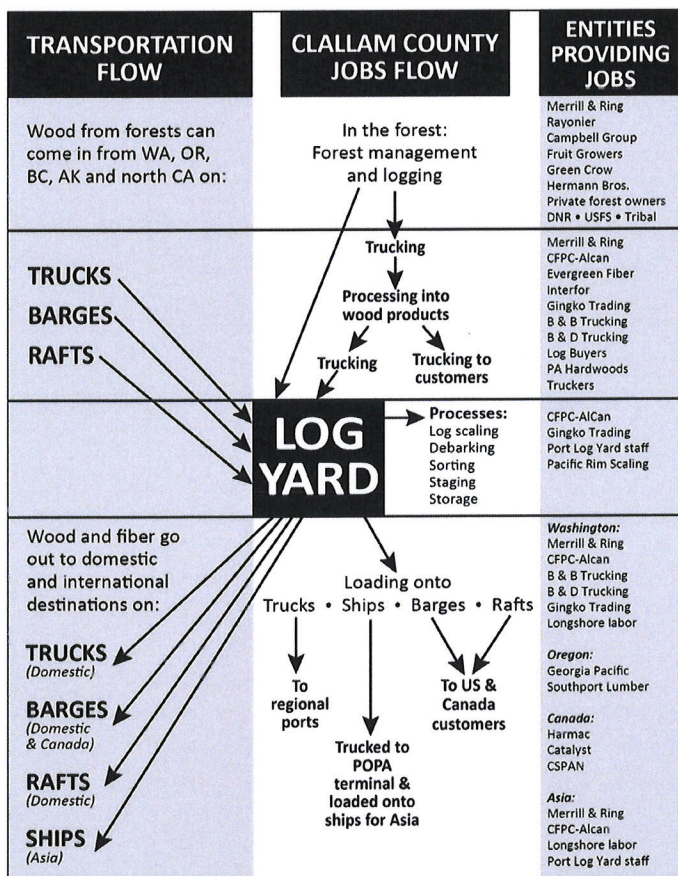 TRANSPORTATION
FLOW
CLALLAM COUNTY
JOBS FLOW
ENTITIES
PROVIDING
JOBS
Wood from forests can
come in from WA, OR,
BC, AK and north CA on:
In the forest:
Forest management
and logging
Merrill & Ring
Rayonier
Campbell Group
Fruit Growers
Green Crow
Hermann Bros.
Private forest owners
DNR • USFS • Tribal
TRUCKS
BARGES
RAFTS
Trucking
Processing into
wood products
Trucking
Trucking to
customers
Merrill & Ring
CFPC-Alcan
Evergreen Fiber
Interfor
Gingko Trading
B & B Trucking
B & D Trucking
Log Buyers
PA Hardwoods
Truckers
LOG
YARD
Processes:
Log scaling
Debarking
Sorting
Staging
Storage
CFPC-AlCan
Gingko Trading
Port Log Yard staff
Pacific Rim Scaling
Wood and fiber go
out to domestic
and international
destinations on:
TRUCKS
(Domestic)
BARGES
(Domestic
& Canada)
RAFTS
(Domestic)
SHIPS
(Asia)
Loading onto
Trucks • Ships • Barges • Rafts
To
regional
ports
Trucked to
POPA
terminal &
loaded onto
ships for Asia
To US &
Canada
customers
Washington:
Merrill & Ring
CFPC-Alcan
B & B Trucking
B & D Trucking
Gingko Trading
Longshore labor
Oregon:
Georgia Pacific
Southport Lumber
Canada:
Harmac
Catalyst
CSPAN
Asia:
Merrill & Ring
CFPC-Alcan
Longshore labor
Port Log Yard staff